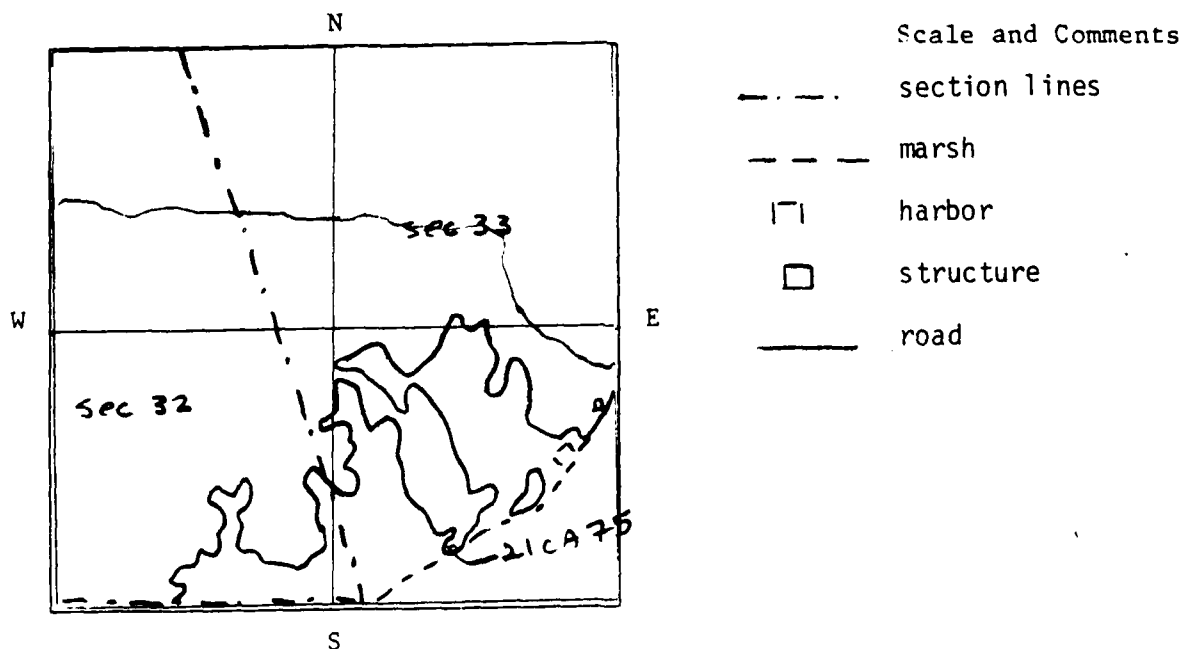 N
Scale and Comments
section lines
marsh
harbor
structure
road
sec 33
W
E
sec 32
21CA75
S